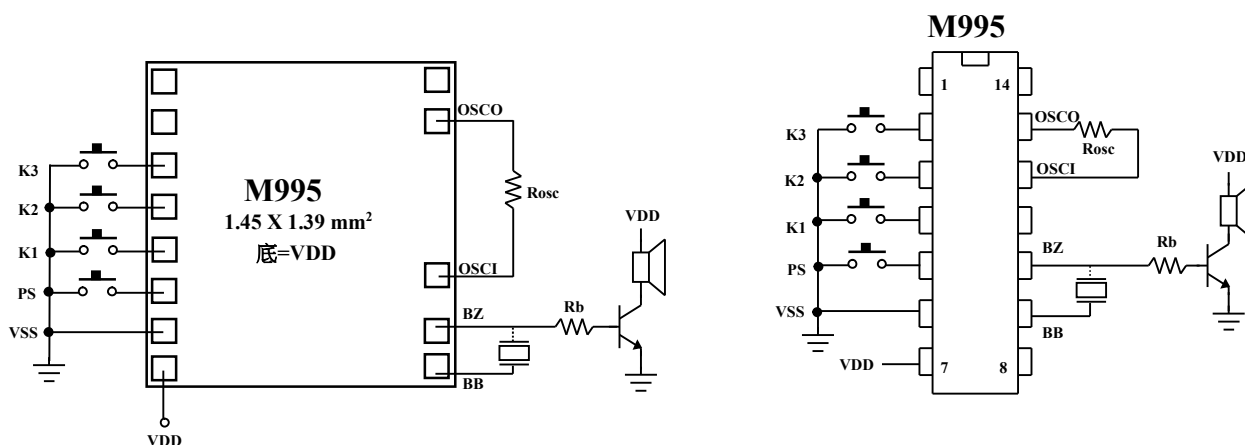 M995
OSCO
K3
K2
K1
PS
VSS
VDD
M995
1.45 X 1.39 mm²
底=VDD
Rosc
OSCI
BZ
BB
Rb
VDD
1
14
K3
K2
K1
PS
VSS
VDD
7
8
OSCO
Rosc
OSCI
BZ
BB
Rb
VDD